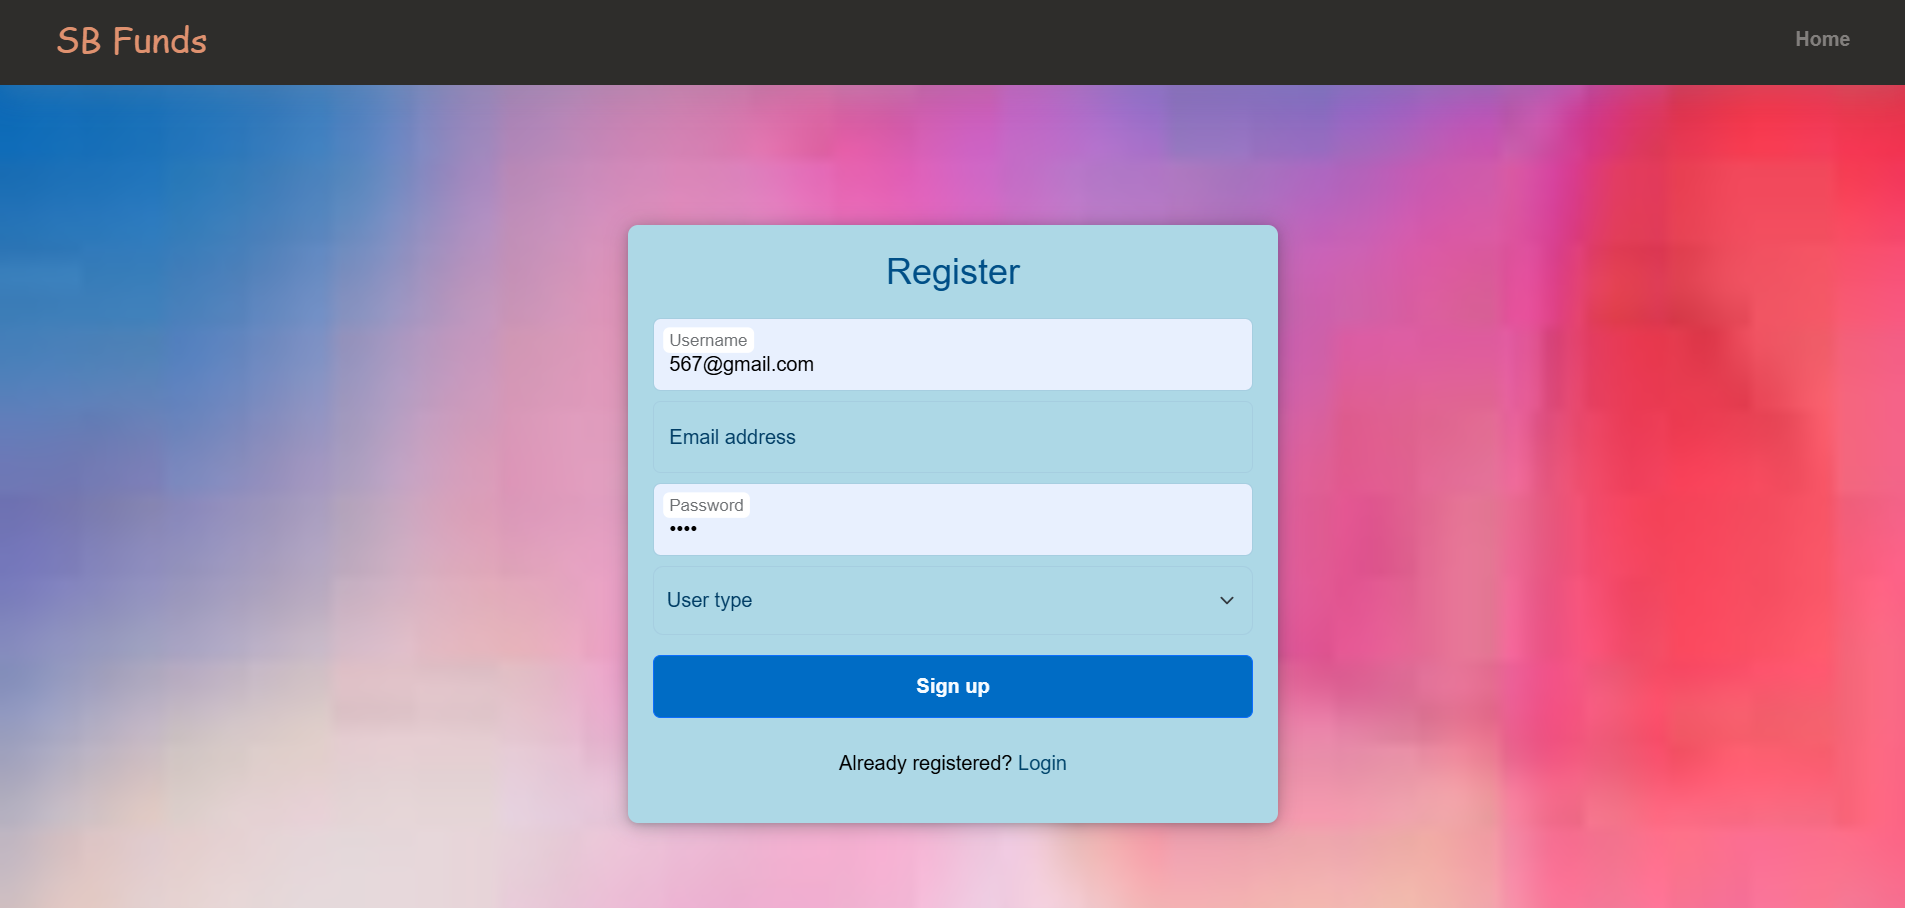 SB Funds
Home
Register
Username
567@gmail.com
Email address
Password
••••
User type
Sign up
Already registered? Login